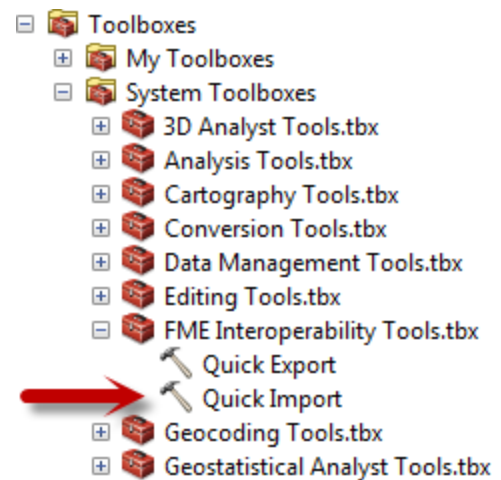 Toolboxes
My Toolboxes
System Toolboxes
3D Analyst Tools.tbx
Analysis Tools.tbx
Cartography Tools.tbx
Conversion Tools.tbx
Data Management Tools.tbx
Editing Tools.tbx
FME Interoperability Tools.tbx
Quick Export
Quick Import
Geocoding Tools.tbx
Geostatistical Analyst Tools.tbx